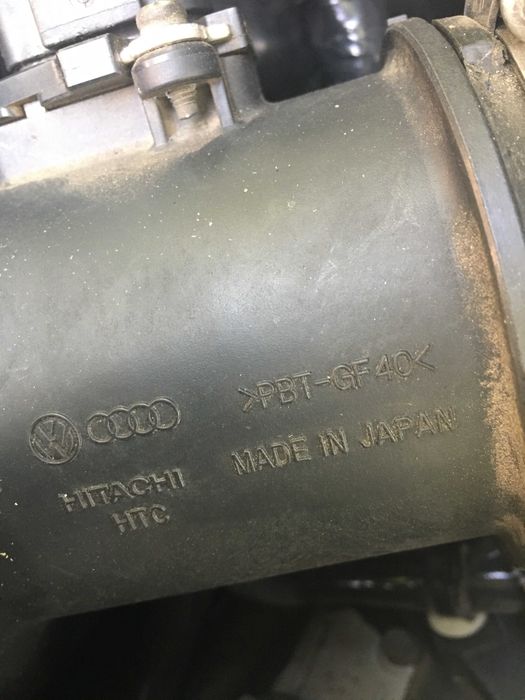 >PBT-GF40<
MADE IN JAPAN
HITACHI
HTC